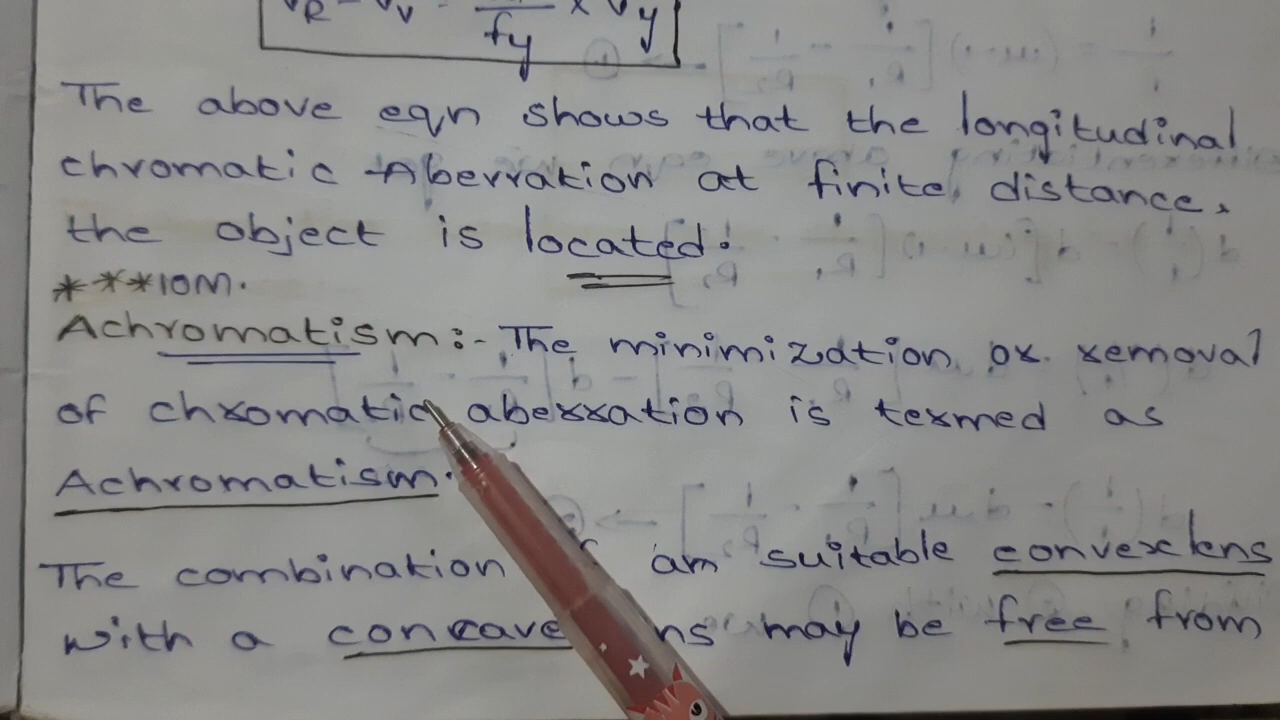 fy y
The above eqn shows that the longitudinal
chromatic Aberration at finite distance,
the object is located.
***10M.
Achromatism:- The minimization or removal
of chromatic aberration is termed as
Achromatism.
The combination am suitable convexlens
with a concave ns may be free from